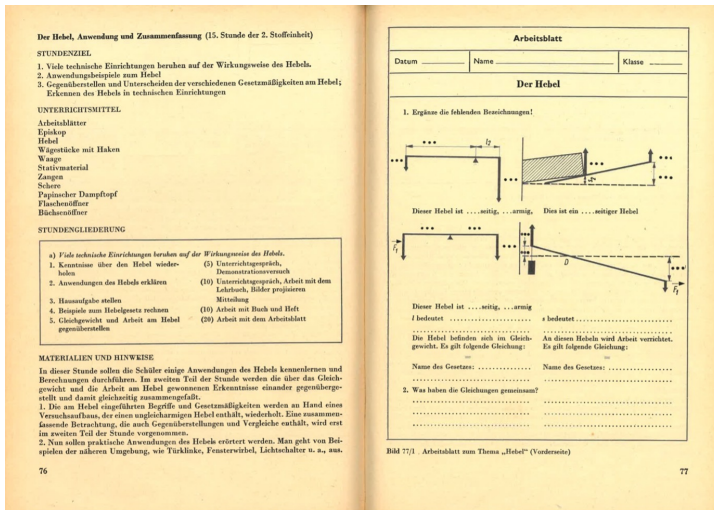 Der Hebel, Anwendung und Zusammenfassung (15. Stunde der 2. Stoffeinheit)
STUNDENZIEL
1. Viele technische Einrichtungen beruhen auf der Wirkungsweise des Hebels.
2. Anwendungsbeispiele zum Hebel
3. Gegenüberstellen und Unterscheiden der verschiedenen Gesetzmäßigkeiten am Hebel;
Erkennen des Hebels in technischen Einrichtungen
UNTERRICHTSMITTEL
Arbeitsblätter
Episkop
Hebel
Wägestücke mit Haken
Waage
Stativmaterial
Zangen
Schere
Papinscher Dampftopf
Flaschenöffner
Büchsenöffner
STUNDENGLIEDERUNG
a) Viele technische Einrichtungen beruhen auf der Wirkungsweise des Hebels.
1. Kenntnisse über den Hebel wieder- (5) Unterrichtsgespräch,
holen Demonstrationsversuch
2. Anwendungen des Hebels erklären (10) Unterrichtsgespräch, Arbeit mit dem
Lehrbuch, Bilder projizieren
3. Hausaufgabe stellen Mitteilung
4. Beispiele zum Hebelgesetz rechnen (10) Arbeit mit Buch und Heft
5. Gleichgewicht und Arbeit am Hebel (20) Arbeit mit dem Arbeitsblatt
gegenüberstellen
MATERIALIEN UND HINWEISE
In dieser Stunde sollen die Schüler einige Anwendungen des Hebels kennenlernen und
Berechnungen durchführen. Im zweiten Teil der Stunde werden die über das Gleich-
gewicht und die Arbeit am Hebel gewonnenen Erkenntnisse einander gegenüberge-
stellt und damit gleichzeitig zusammengefaßt.
1. Die am Hebel eingeführten Begriffe und Gesetzmäßigkeiten werden an Hand eines
Versuchsaufbaus, der einen ungleicharmigen Hebel enthält, wiederholt. Eine zusammen-
fassende Betrachtung, die auch Gegenüberstellungen und Vergleiche enthält, wird erst
im zweiten Teil der Stunde vorgenommen.
2. Nun sollen praktische Anwendungen des Hebels erörtert werden. Man geht von Bei-
spielen der näheren Umgebung, wie Türklinke, Fensterwirbel, Lichtschalter u. a., aus.
76
Arbeitsblatt
Datum Name Klasse
Der Hebel
1. Ergänze die fehlenden Bezeichnungen!
l₂
Dieser Hebel ist ....seitig, ...armig, Dies ist ein ....seitiger Hebel
F₁
O
F₁
Dieser Hebel ist ....seitig, ...armig
l bedeutet .......... s bedeutet ..........
Die Hebel befinden sich im Gleich- An diesen Hebeln wird Arbeit verrichtet.
gewicht. Es gilt folgende Gleichung: Es gilt folgende Gleichung:
= =
Name des Gesetzes: .......... Name des Gesetzes: ..........
2. Was haben die Gleichungen gemeinsam?
Bild 77/1 Arbeitsblatt zum Thema „Hebel" (Vorderseite)
77